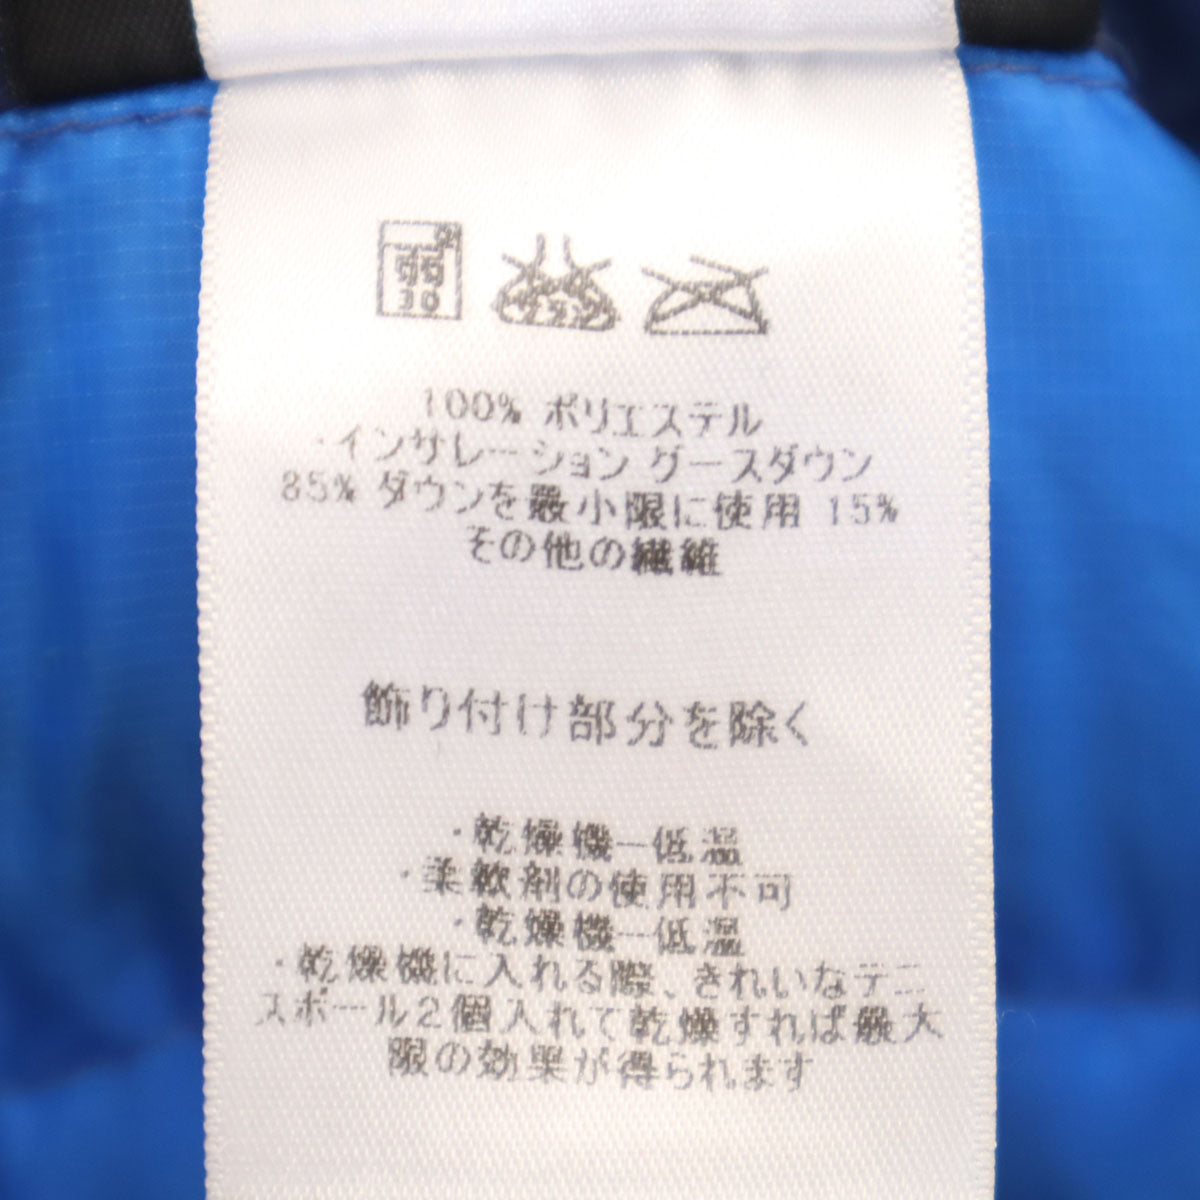 弱
30
100% ポリエステル
・インサレーション グースダウン
85% ダウンを最小限に使用 15%
その他の繊維
飾り付け部分を除く
・乾燥機ー低温
・柔軟剤の使用不可
・乾燥機ー低温
・乾燥機に入れる際、きれいなテニ
スボール2個入れて乾燥すれば最大
限の効果が得られます